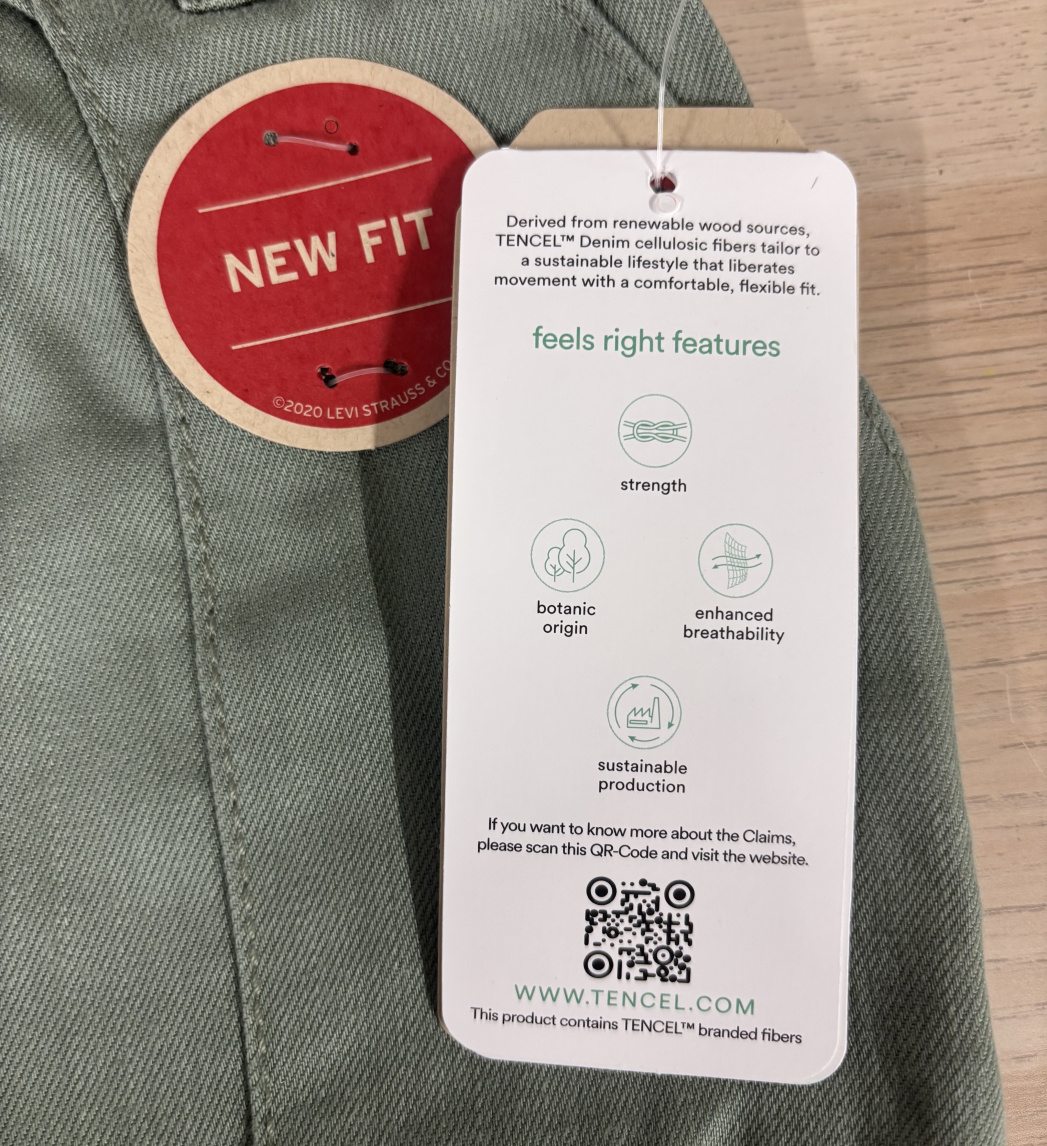 NEW FIT
©2020 LEVI STRAUSS & CO
Derived from renewable wood sources,
TENCEL™ Denim cellulosic fibers tailor to
a sustainable lifestyle that liberates
movement with a comfortable, flexible fit.
feels right features
strength
botanic
origin
enhanced
breathability
sustainable
production
If you want to know more about the Claims,
please scan this QR-Code and visit the website.
WWW.TENCEL.COM
This product contains TENCEL™ branded fibers